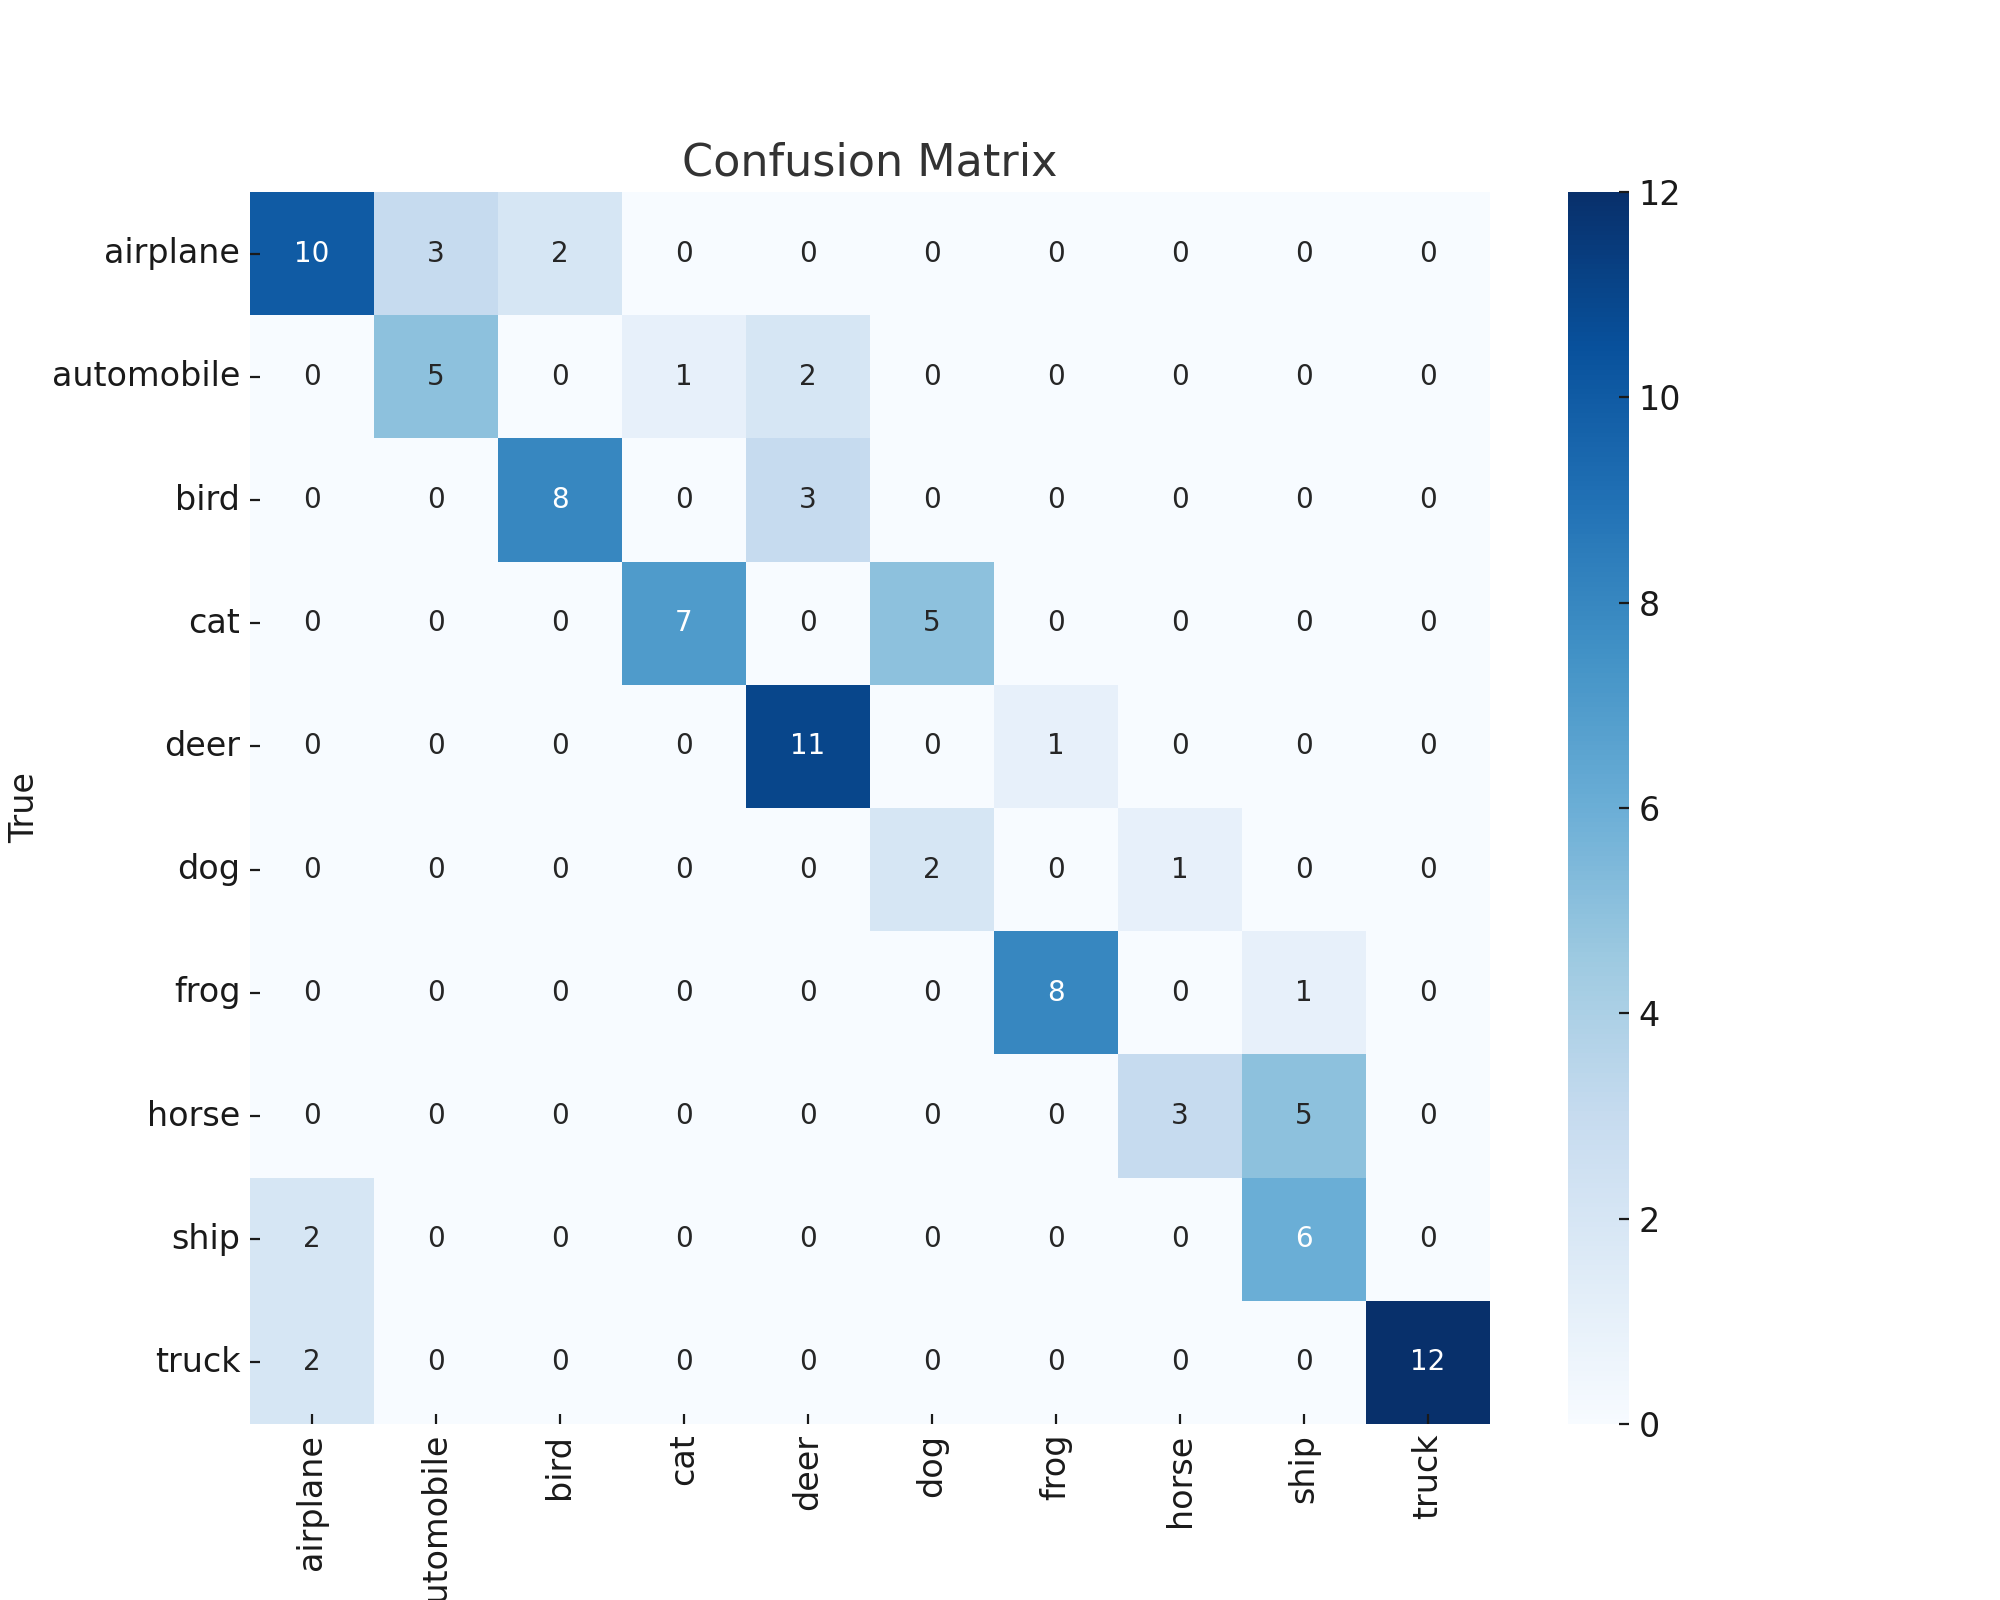 Confusion Matrix
airplane 10 3 2 0 0 0 0 0 0 0
automobile 0 5 0 1 2 0 0 0 0 0
bird 0 0 8 0 3 0 0 0 0 0
cat 0 0 0 7 0 5 0 0 0 0
deer 0 0 0 0 11 0 1 0 0 0
dog 0 0 0 0 0 2 0 1 0 0
frog 0 0 0 0 0 0 8 0 1 0
horse 0 0 0 0 0 0 0 3 5 0
ship 2 0 0 0 0 0 0 0 6 0
truck 2 0 0 0 0 0 0 0 0 12
True
airplane
utomobile
bird
cat
deer
dog
frog
horse
ship
truck
12
10
8
6
4
2
0